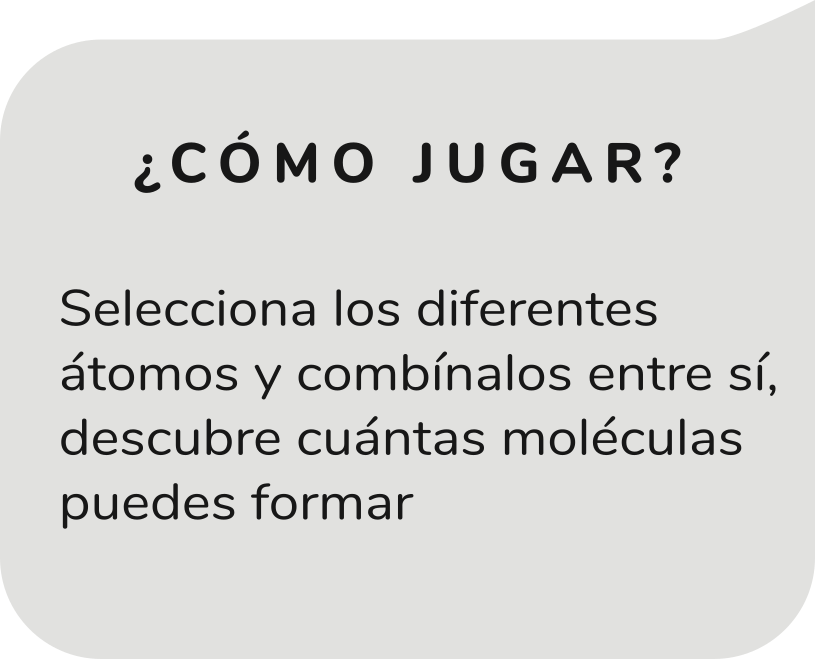 ¿CÓMO JUGAR?
Selecciona los diferentes
átomos y combínalos entre sí,
descubre cuántas moléculas
puedes formar